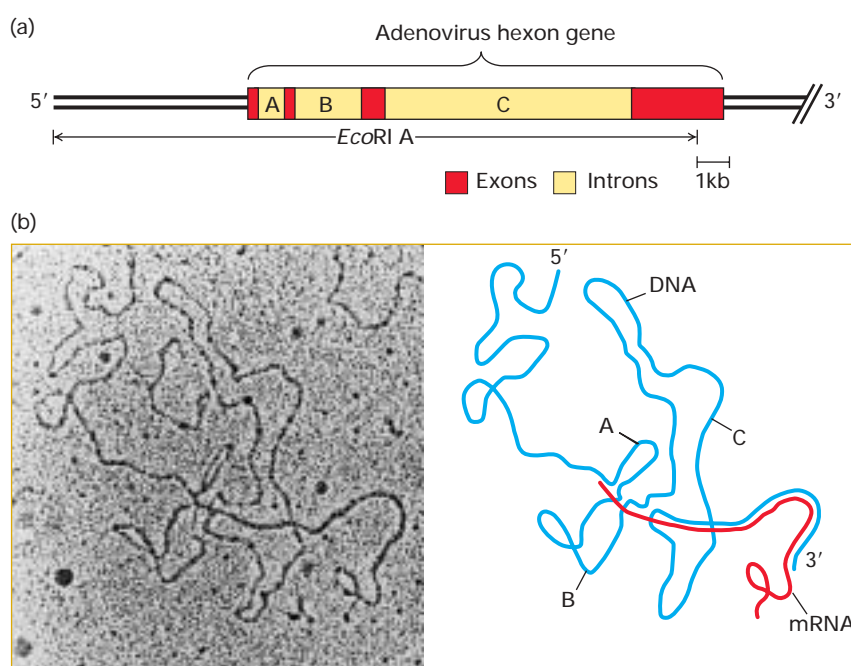 (a)
Adenovirus hexon gene
5′ A B C 3′
EcoRI A
1kb
Exons Introns
(b)
5′
DNA
A
C
B
3′
mRNA